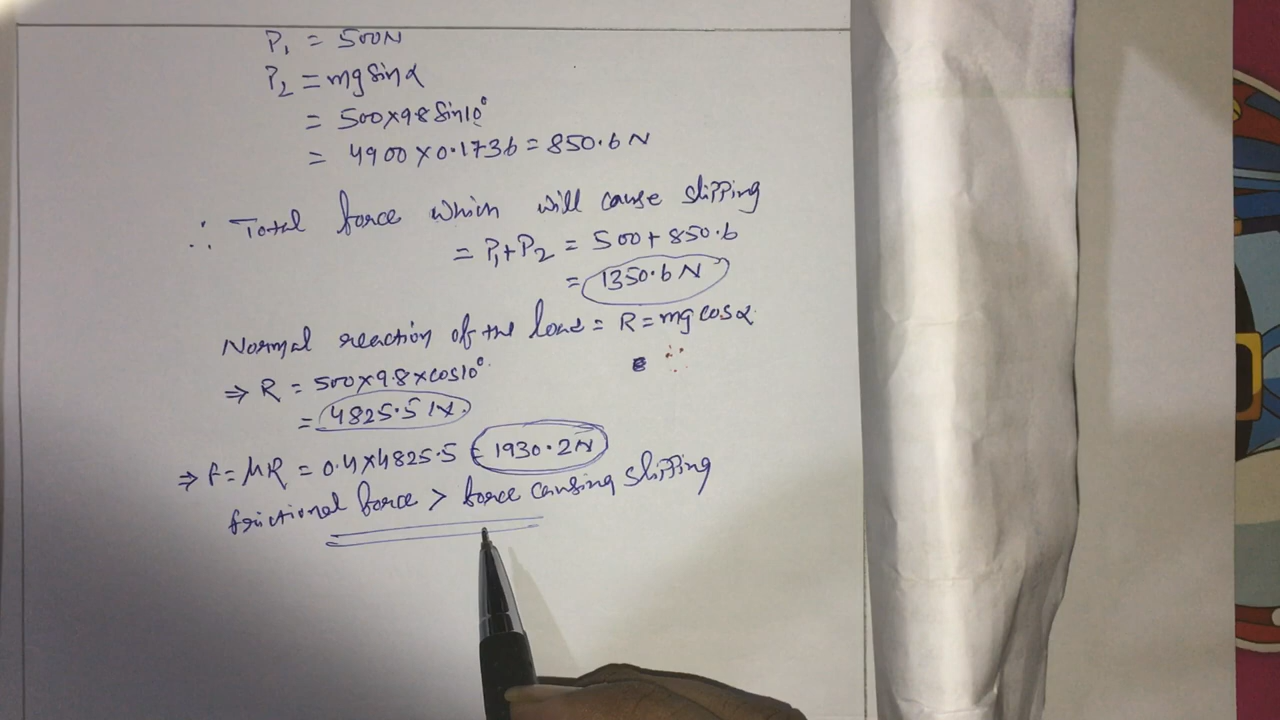 P₁ = 500N
P₂ = mg sinα
= 500×9.8 Sin10°
= 4900 × 0.1736 = 850.6 N
∴ Total force which will cause slipping
= P₁+P₂ = 500+850.6
= 1350.6 N
Normal reaction of the load = R = mg cosα
⇒ R = 500×9.8×cos10°
= 4825.5 N.
⇒ F = μR = 0.4×4825.5 = 1930.2N
frictional force > force causing slipping